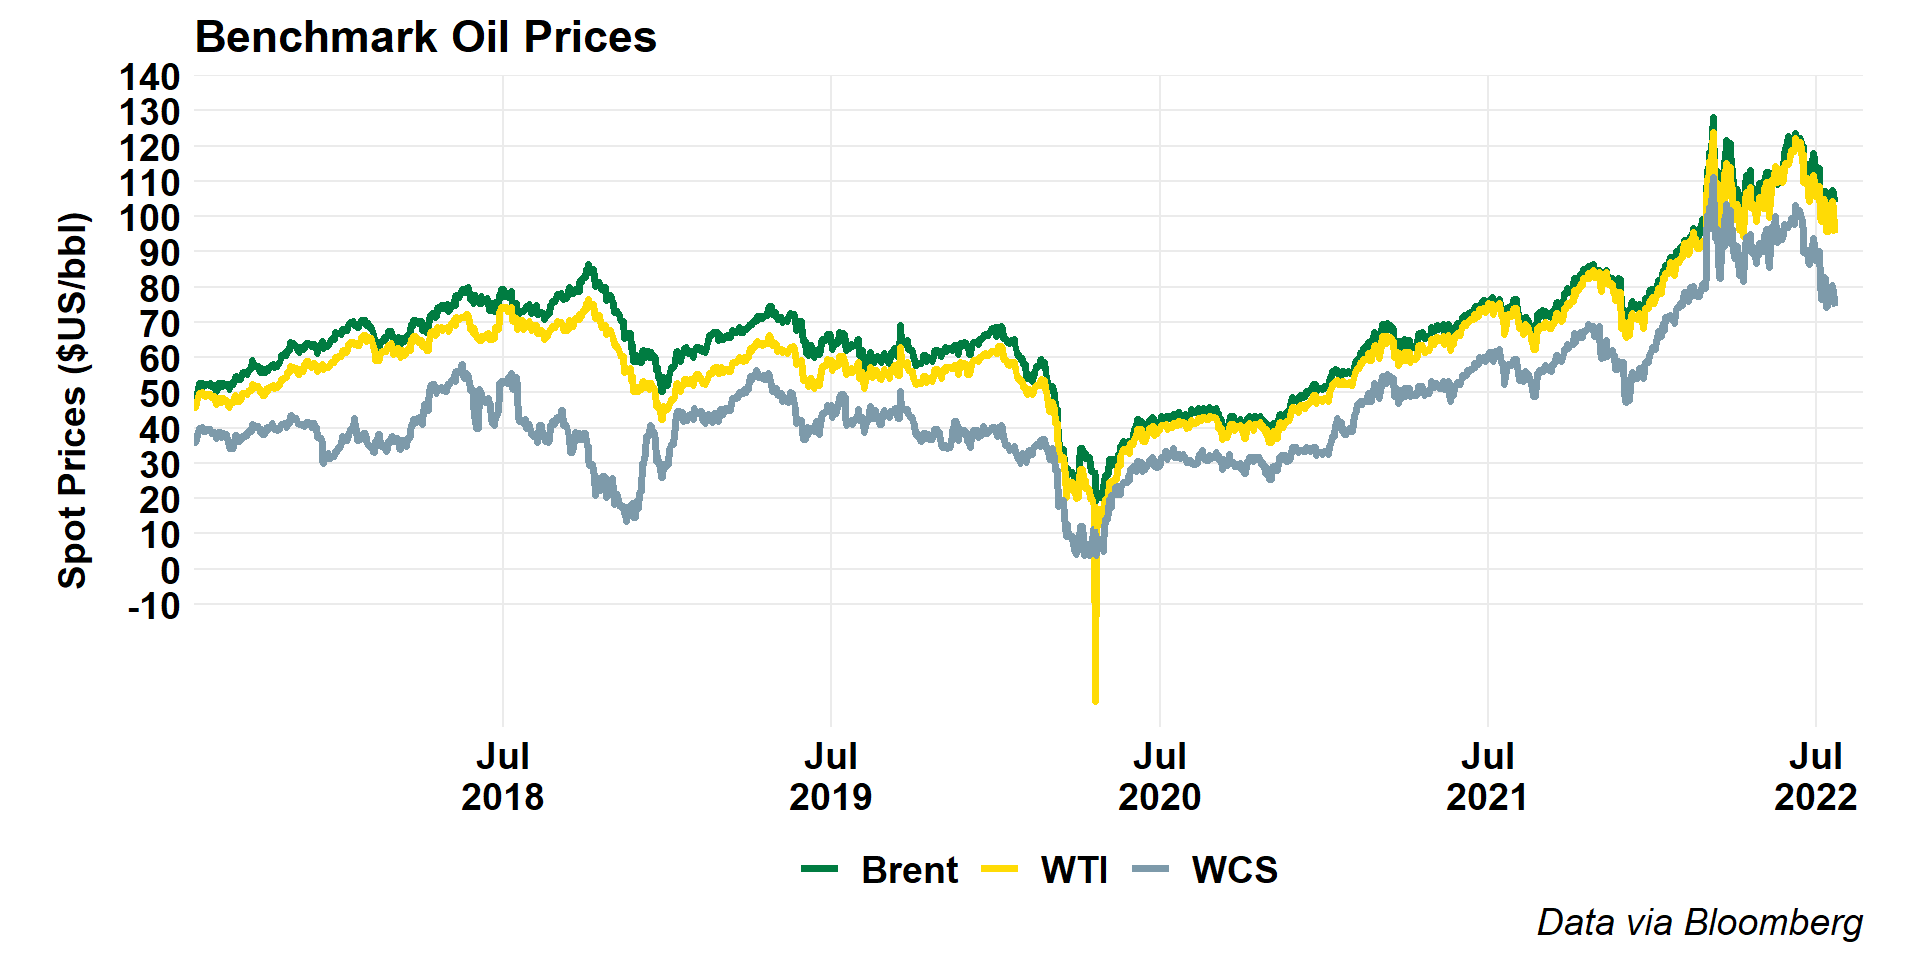 Benchmark Oil Prices
140
130
120
110
100
90
80
70
60
50
40
30
20
10
0
-10
Spot Prices ($US/bbl)
Jul Jul Jul Jul Jul
2018 2019 2020 2021 2022
Brent WTI WCS
Data via Bloomberg